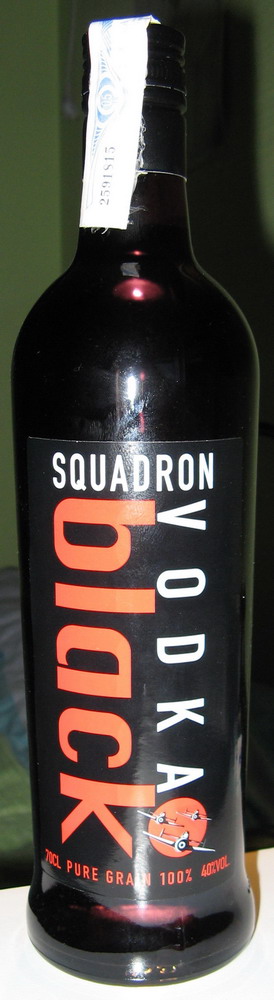 2591815
SQUADRON
black
VODKA
70CL PURE GRAIN 100% 40%VOL.